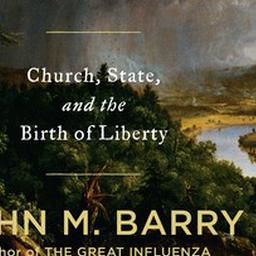 Church, State,
and the
Birth of Liberty
HN M. BARRY
hor of THE GREAT INFLUENZA